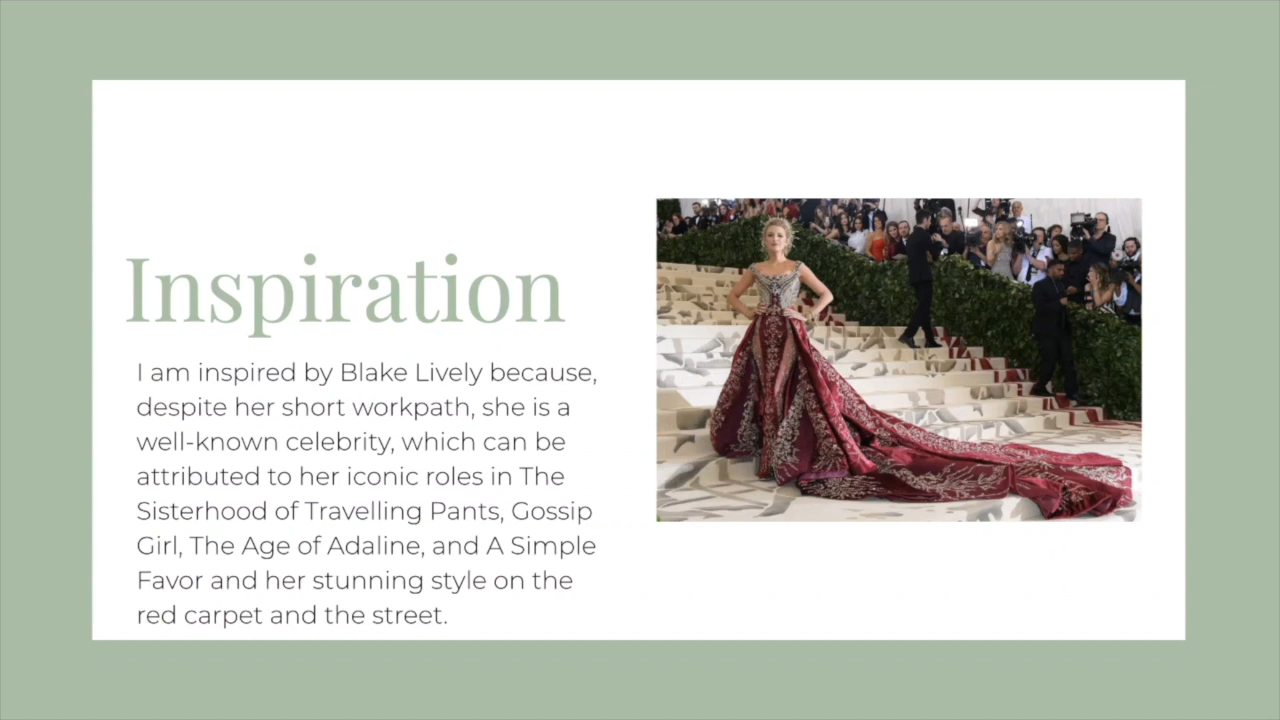 Inspiration
I am inspired by Blake Lively because,
despite her short workpath, she is a
well-known celebrity, which can be
attributed to her iconic roles in The
Sisterhood of Travelling Pants, Gossip
Girl, The Age of Adaline, and A Simple
Favor and her stunning style on the
red carpet and the street.